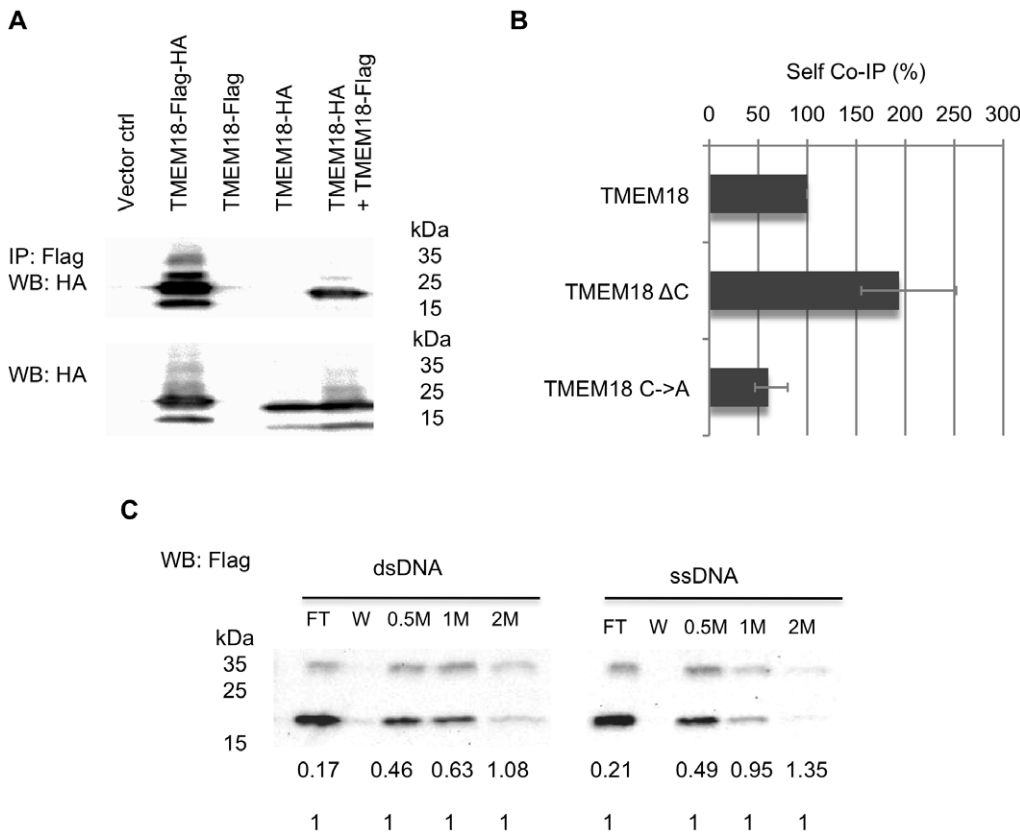 A
Vector ctrl
TMEM18-Flag-HA
TMEM18-Flag
TMEM18-HA
TMEM18-HA
+ TMEM18-Flag
IP: Flag
WB: HA
kDa
35
25
15
WB: HA
kDa
35
25
15
B
Self Co-IP (%)
0 50 100 150 200 250 300
TMEM18
TMEM18 ΔC
TMEM18 C->A
C
WB: Flag
dsDNA
ssDNA
FT W 0.5M 1M 2M
FT W 0.5M 1M 2M
kDa
35
25
15
0.17 0.46 0.63 1.08
0.21 0.49 0.95 1.35
1 1 1 1
1 1 1 1